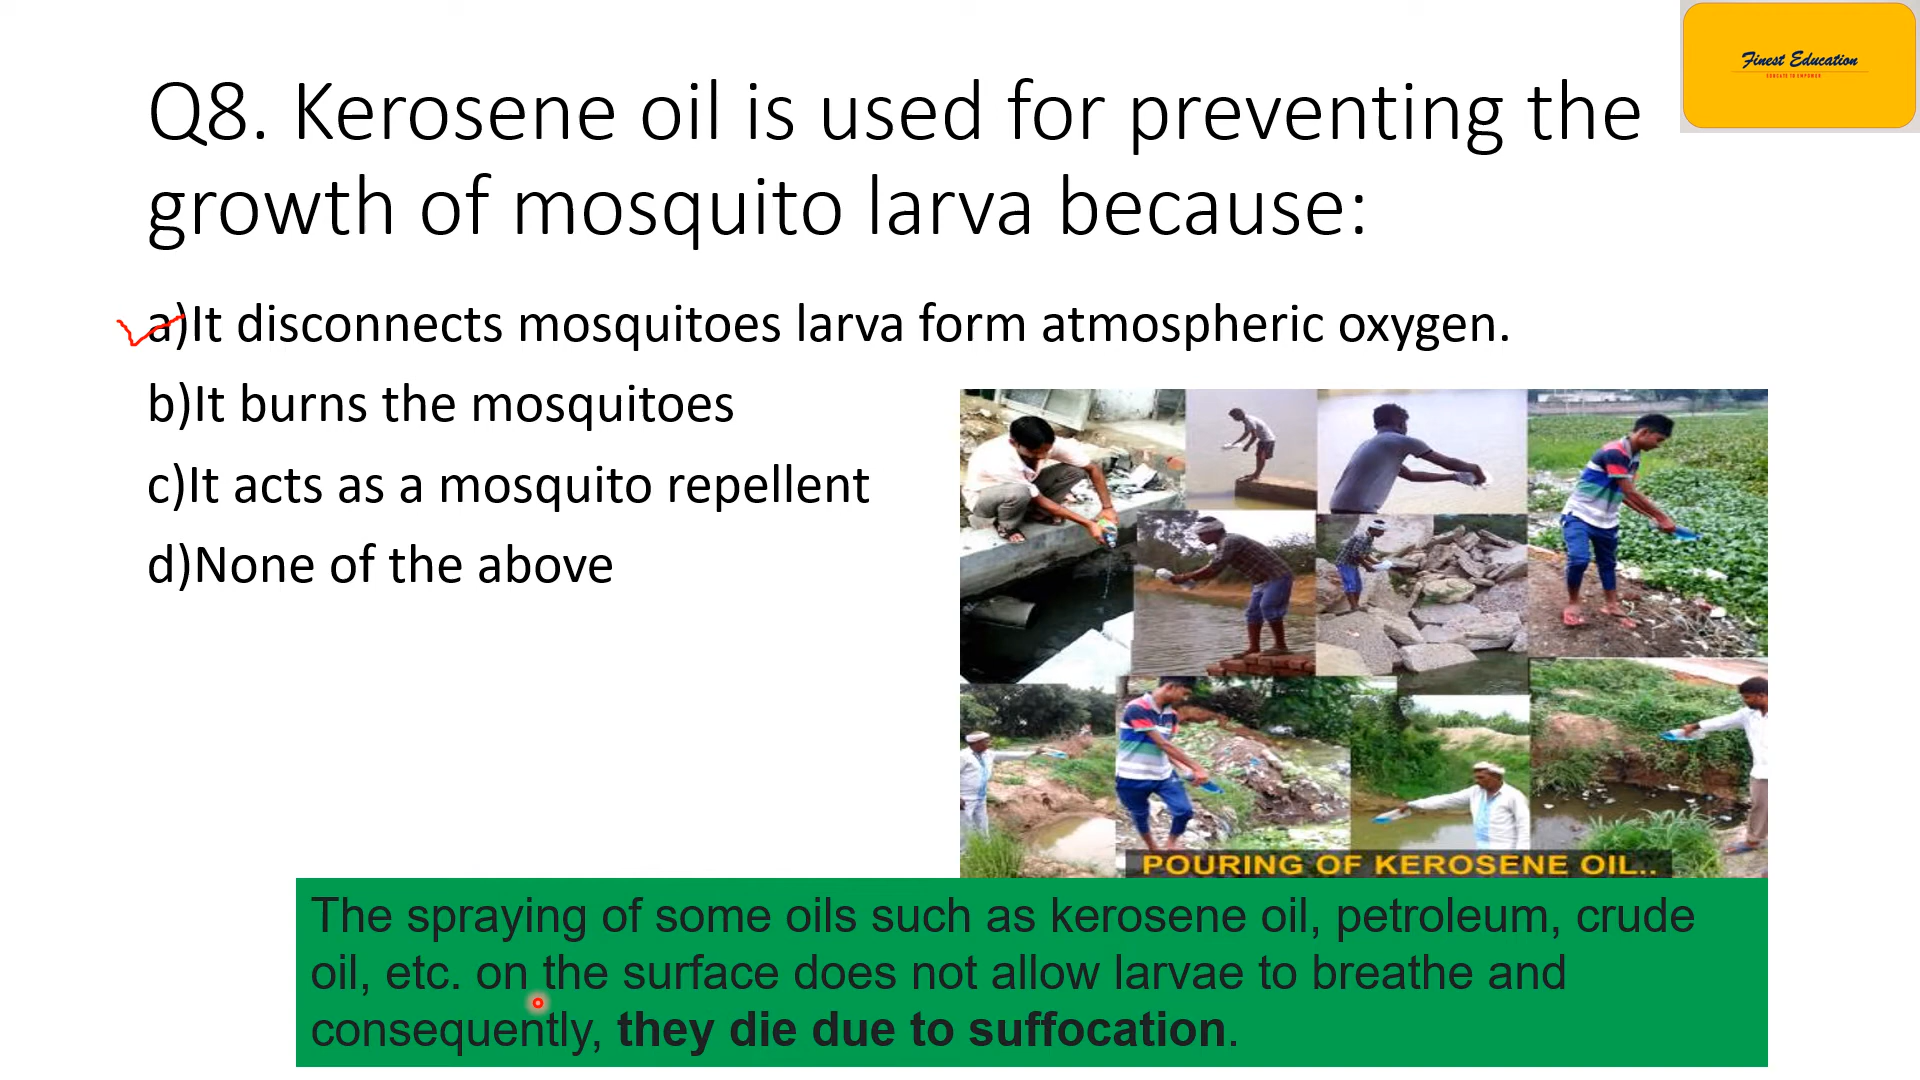 Finest Education
EDUCATE TO EMPOWER
Q8. Kerosene oil is used for preventing the
growth of mosquito larva because:
a)It disconnects mosquitoes larva form atmospheric oxygen.
b)It burns the mosquitoes
c)It acts as a mosquito repellent
d)None of the above
POURING OF KEROSENE OIL..
The spraying of some oils such as kerosene oil, petroleum, crude
oil, etc. on the surface does not allow larvae to breathe and
consequently, they die due to suffocation.